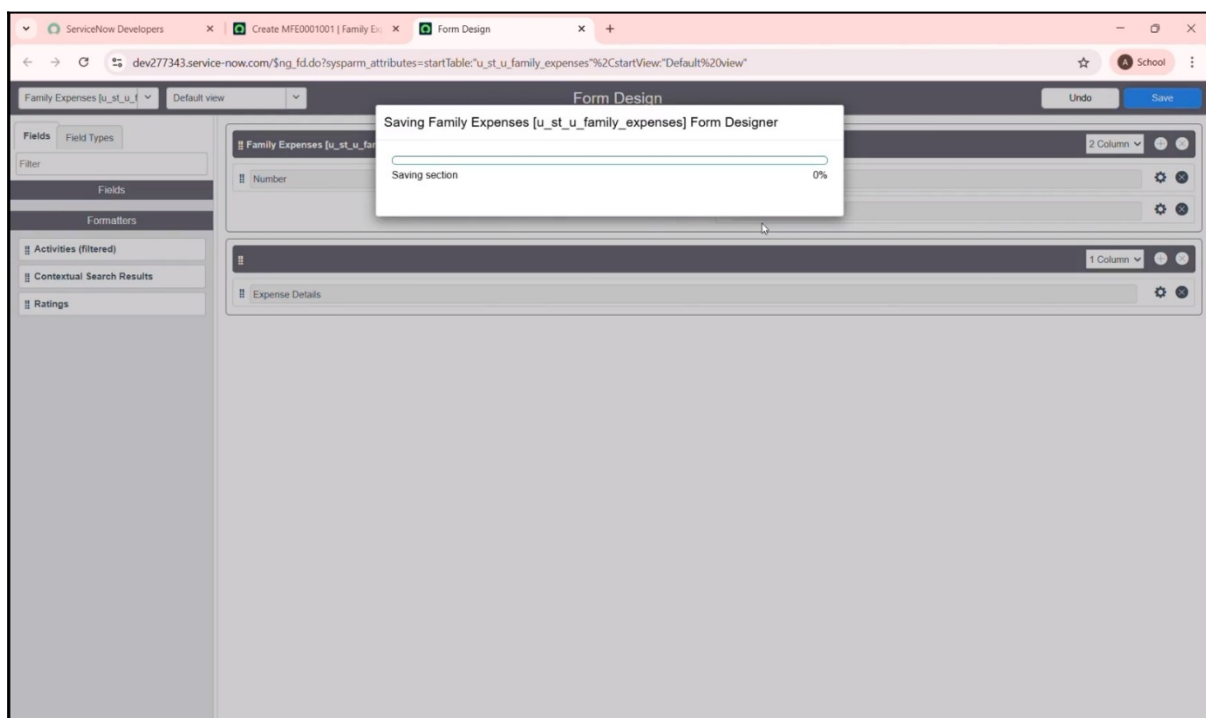 ServiceNow Developers
Create MFE0001001 | Family Ex
Form Design
dev277343.service-now.com/$ng_fd.do?sysparm_attributes=startTable:"u_st_u_family_expenses"%2CstartView:"Default%20view"
A School
Family Expenses [u_st_u_f
Default view
Form Design
Undo
Save
Saving Family Expenses [u_st_u_family_expenses] Form Designer
Saving section
0%
Fields
Field Types
Filter
Fields
Formatters
Activities (filtered)
Contextual Search Results
Ratings
Family Expenses [u_st_u_far
2 Column
Number
1 Column
Expense Details